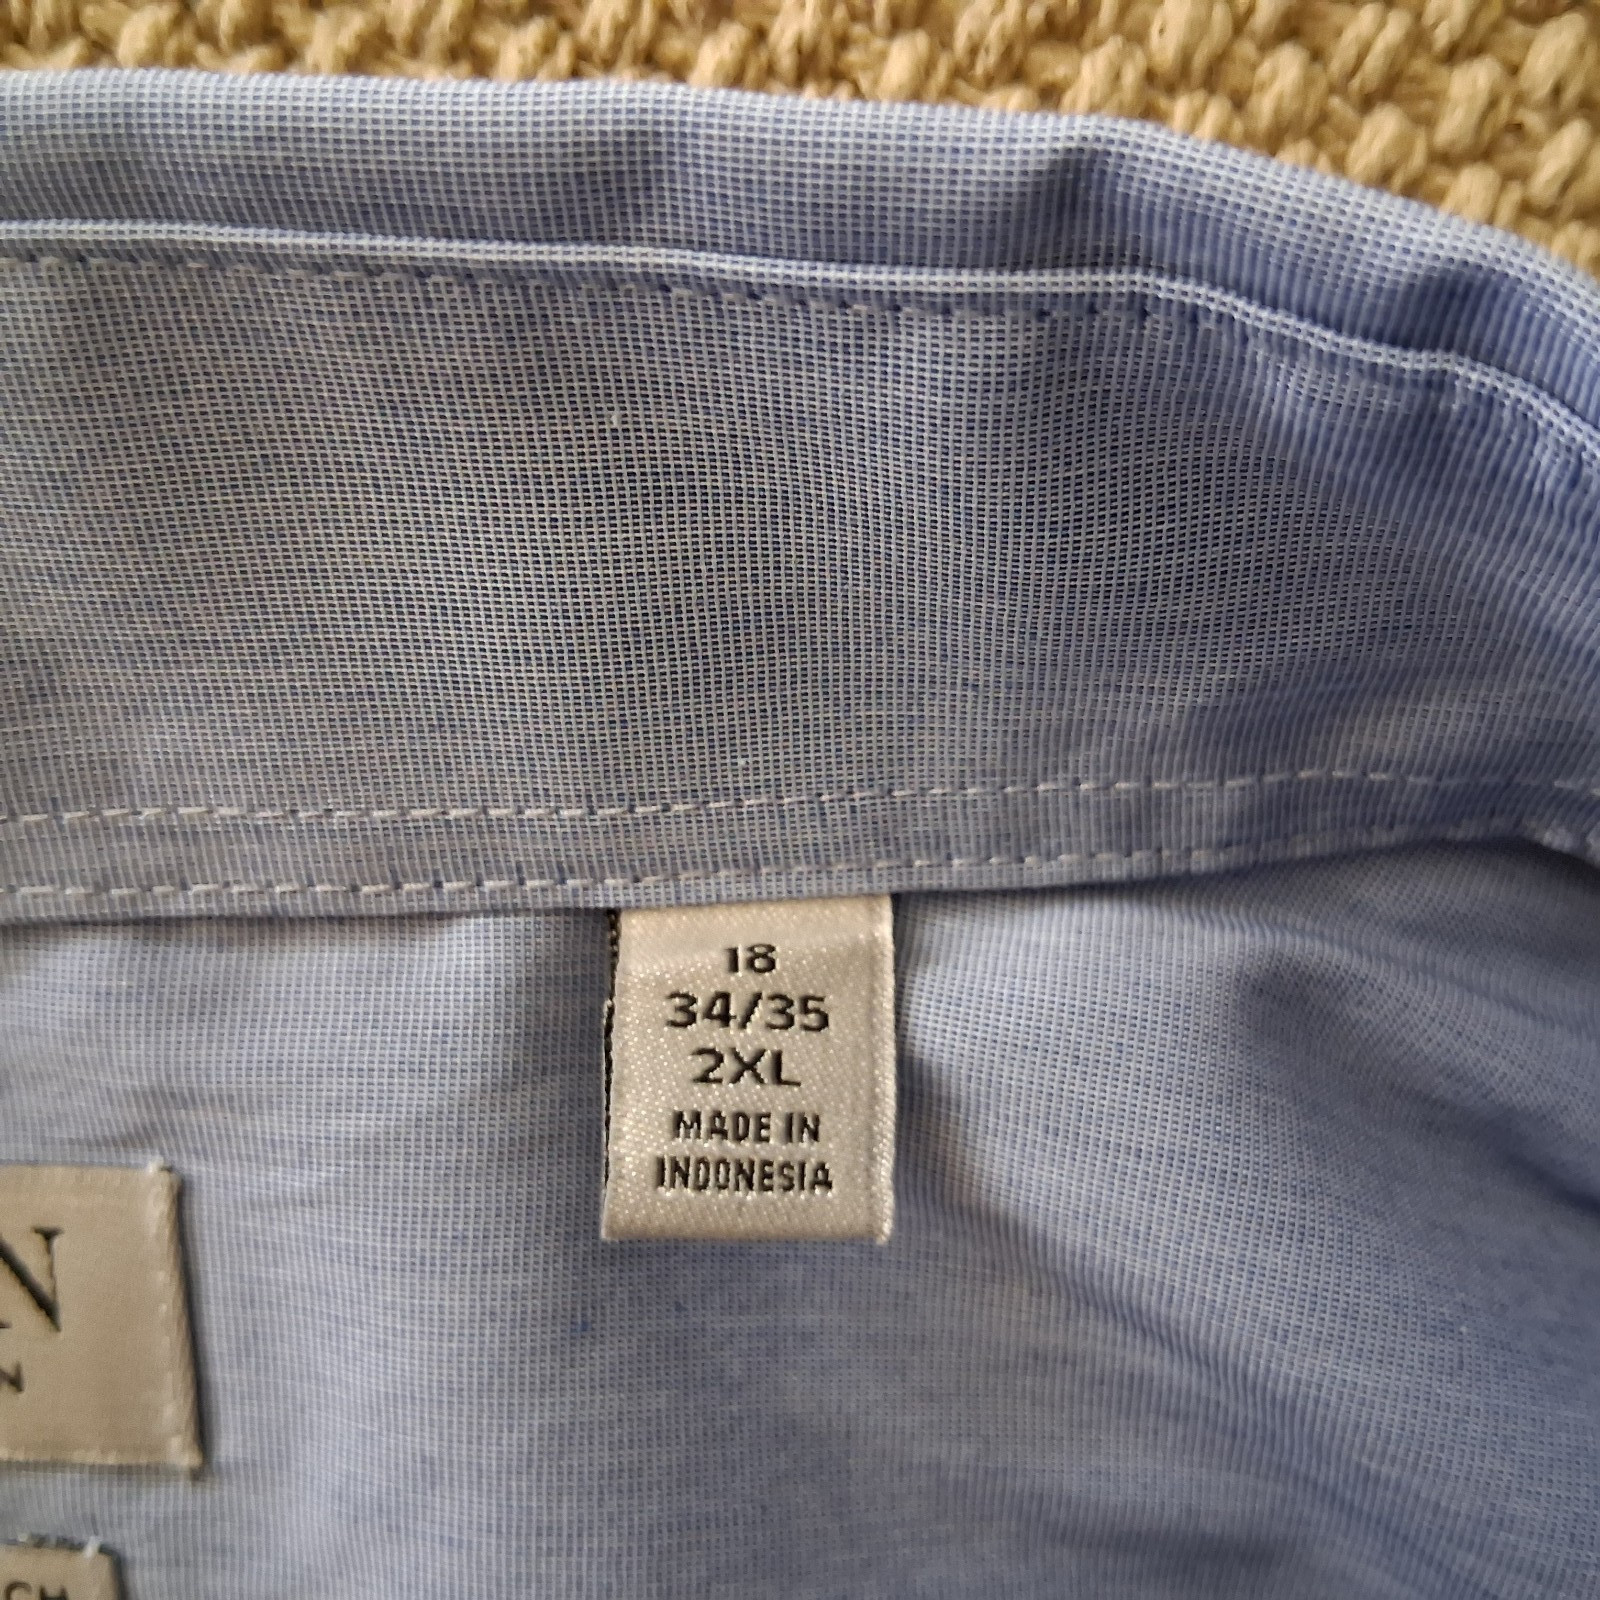 18
34/35
2XL
MADE IN
INDONESIA